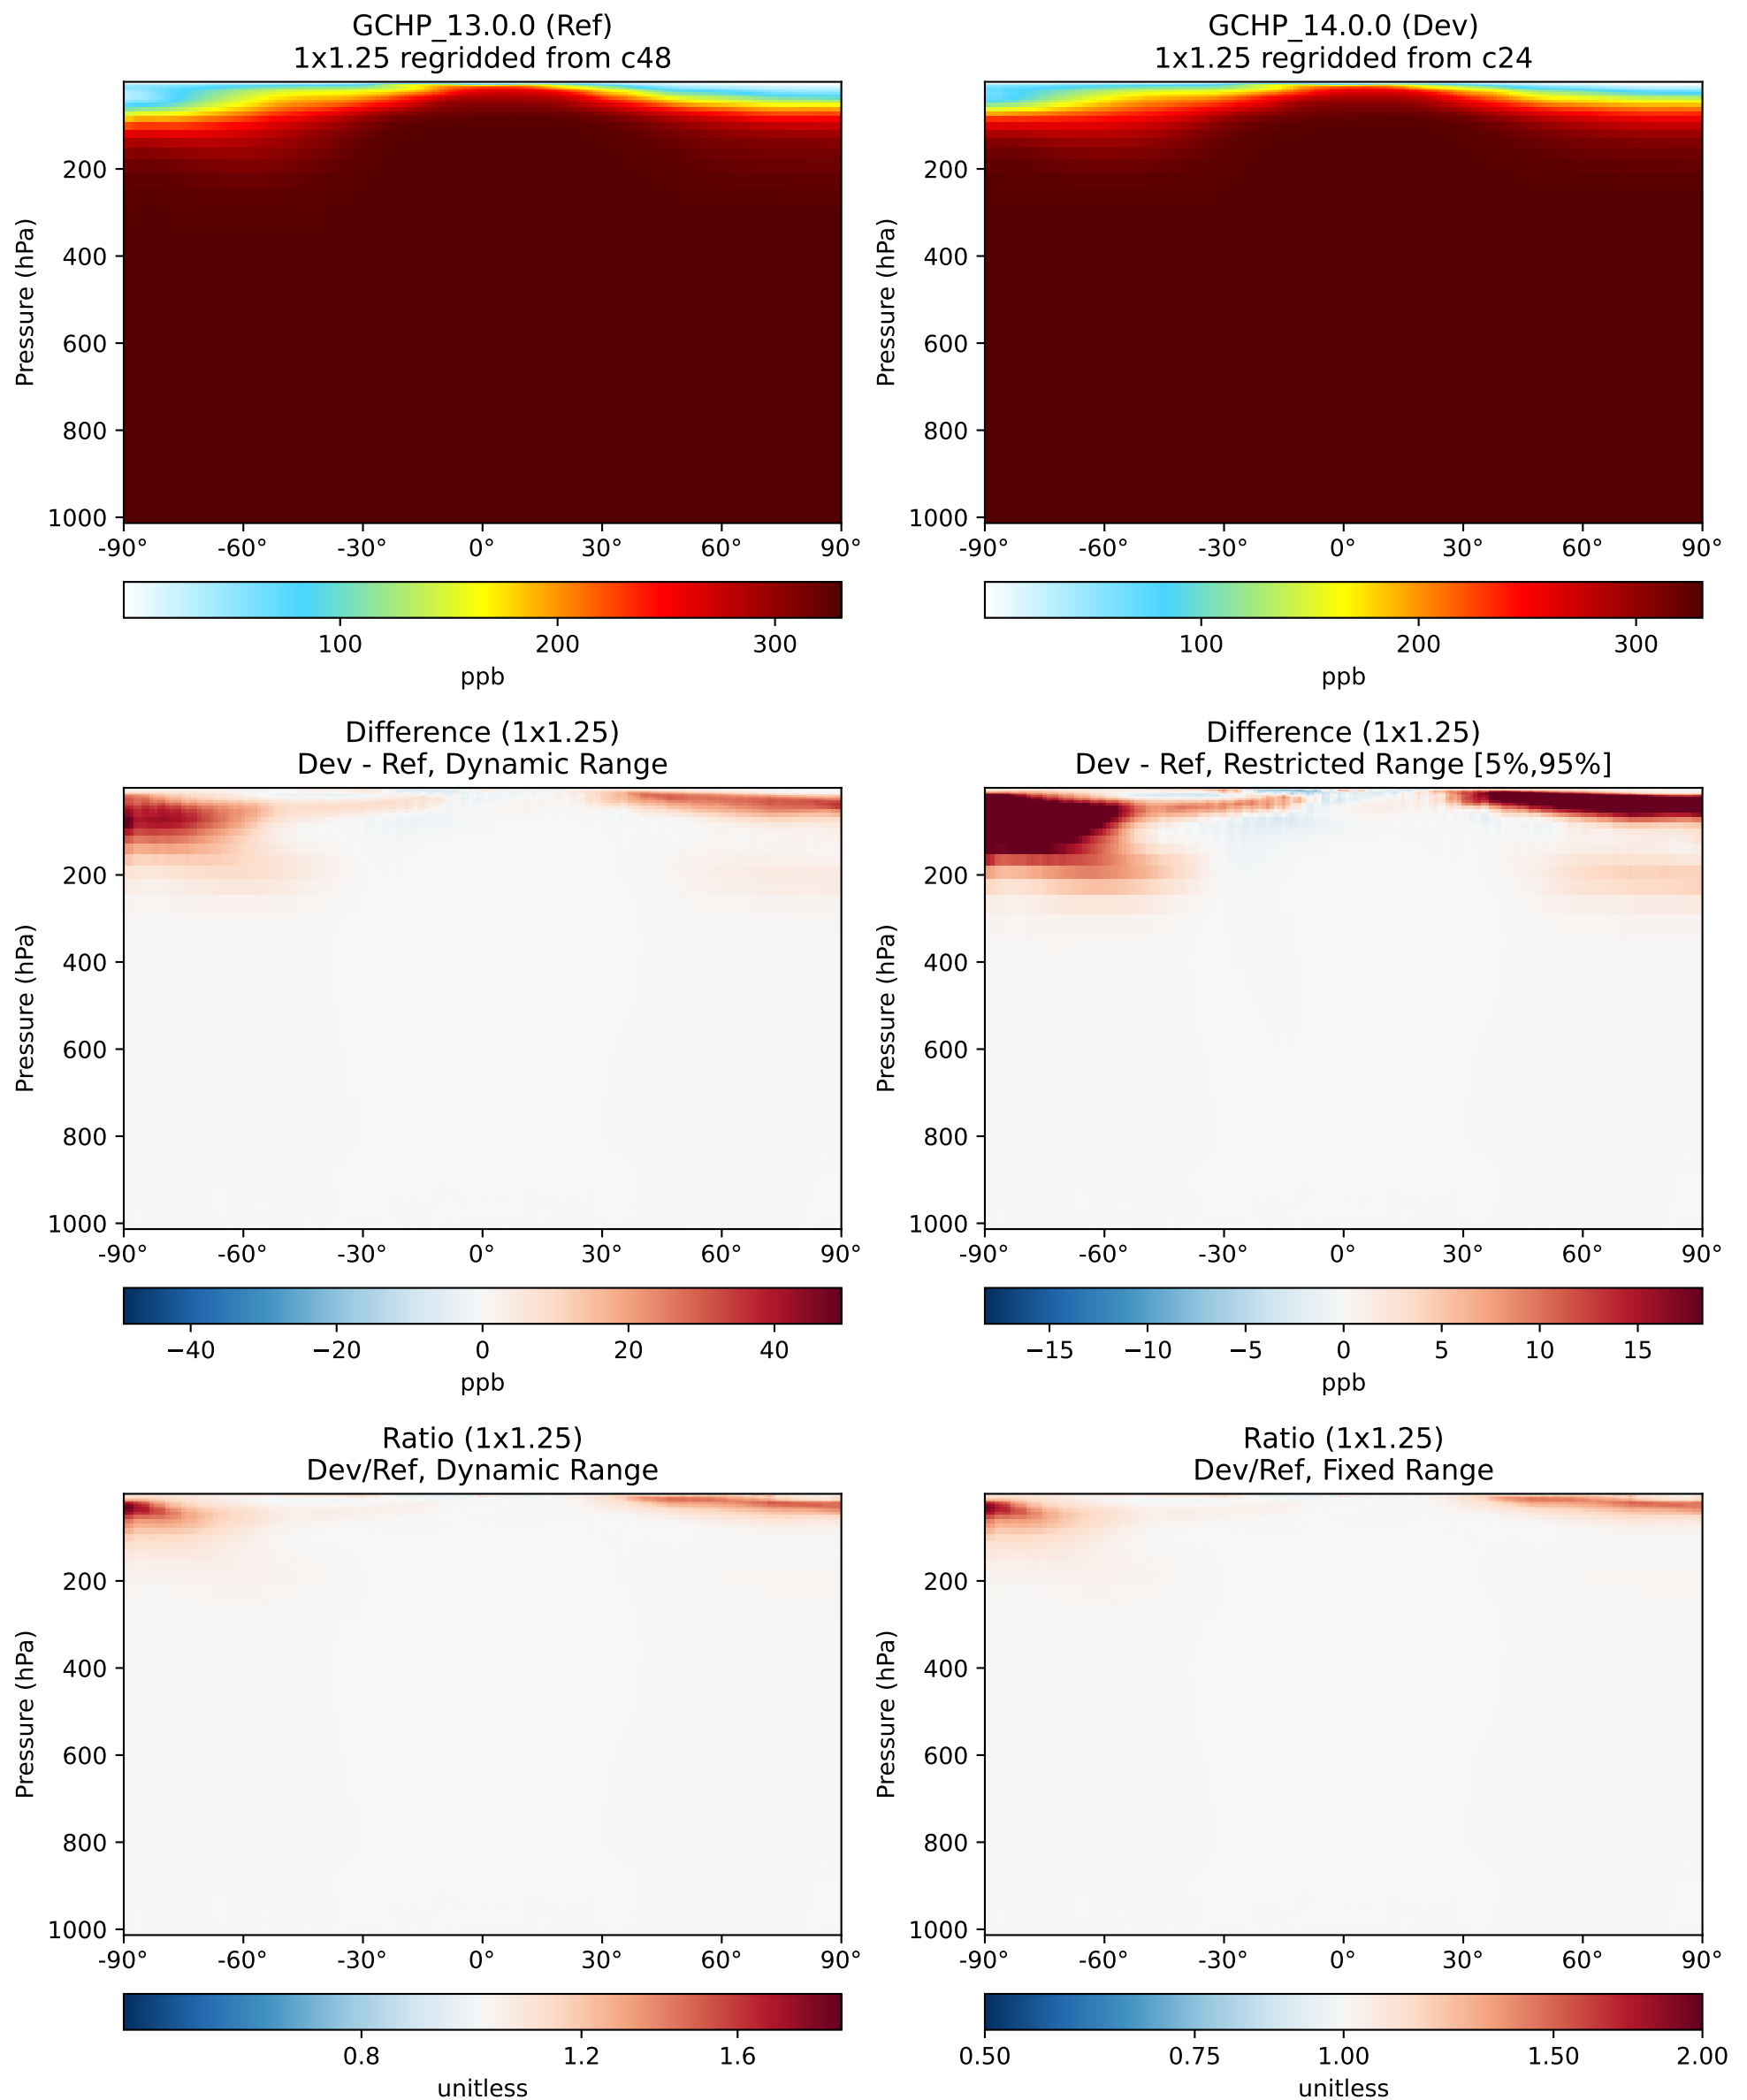 GCHP_13.0.0 (Ref)
1x1.25 regridded from c48
GCHP_14.0.0 (Dev)
1x1.25 regridded from c24
Pressure (hPa)
200
400
600
800
1000
-90° -60° -30° 0° 30° 60° 90°
100 200 300
ppb
Pressure (hPa)
200
400
600
800
1000
-90° -60° -30° 0° 30° 60° 90°
100 200 300
ppb
Difference (1x1.25)
Dev - Ref, Dynamic Range
Difference (1x1.25)
Dev - Ref, Restricted Range [5%,95%]
Pressure (hPa)
200
400
600
800
1000
-90° -60° -30° 0° 30° 60° 90°
−40 −20 0 20 40
ppb
Pressure (hPa)
200
400
600
800
1000
-90° -60° -30° 0° 30° 60° 90°
−15 −10 −5 0 5 10 15
ppb
Ratio (1x1.25)
Dev/Ref, Dynamic Range
Ratio (1x1.25)
Dev/Ref, Fixed Range
Pressure (hPa)
200
400
600
800
1000
-90° -60° -30° 0° 30° 60° 90°
0.8 1.2 1.6
unitless
Pressure (hPa)
200
400
600
800
1000
-90° -60° -30° 0° 30° 60° 90°
0.50 0.75 1.00 1.50 2.00
unitless